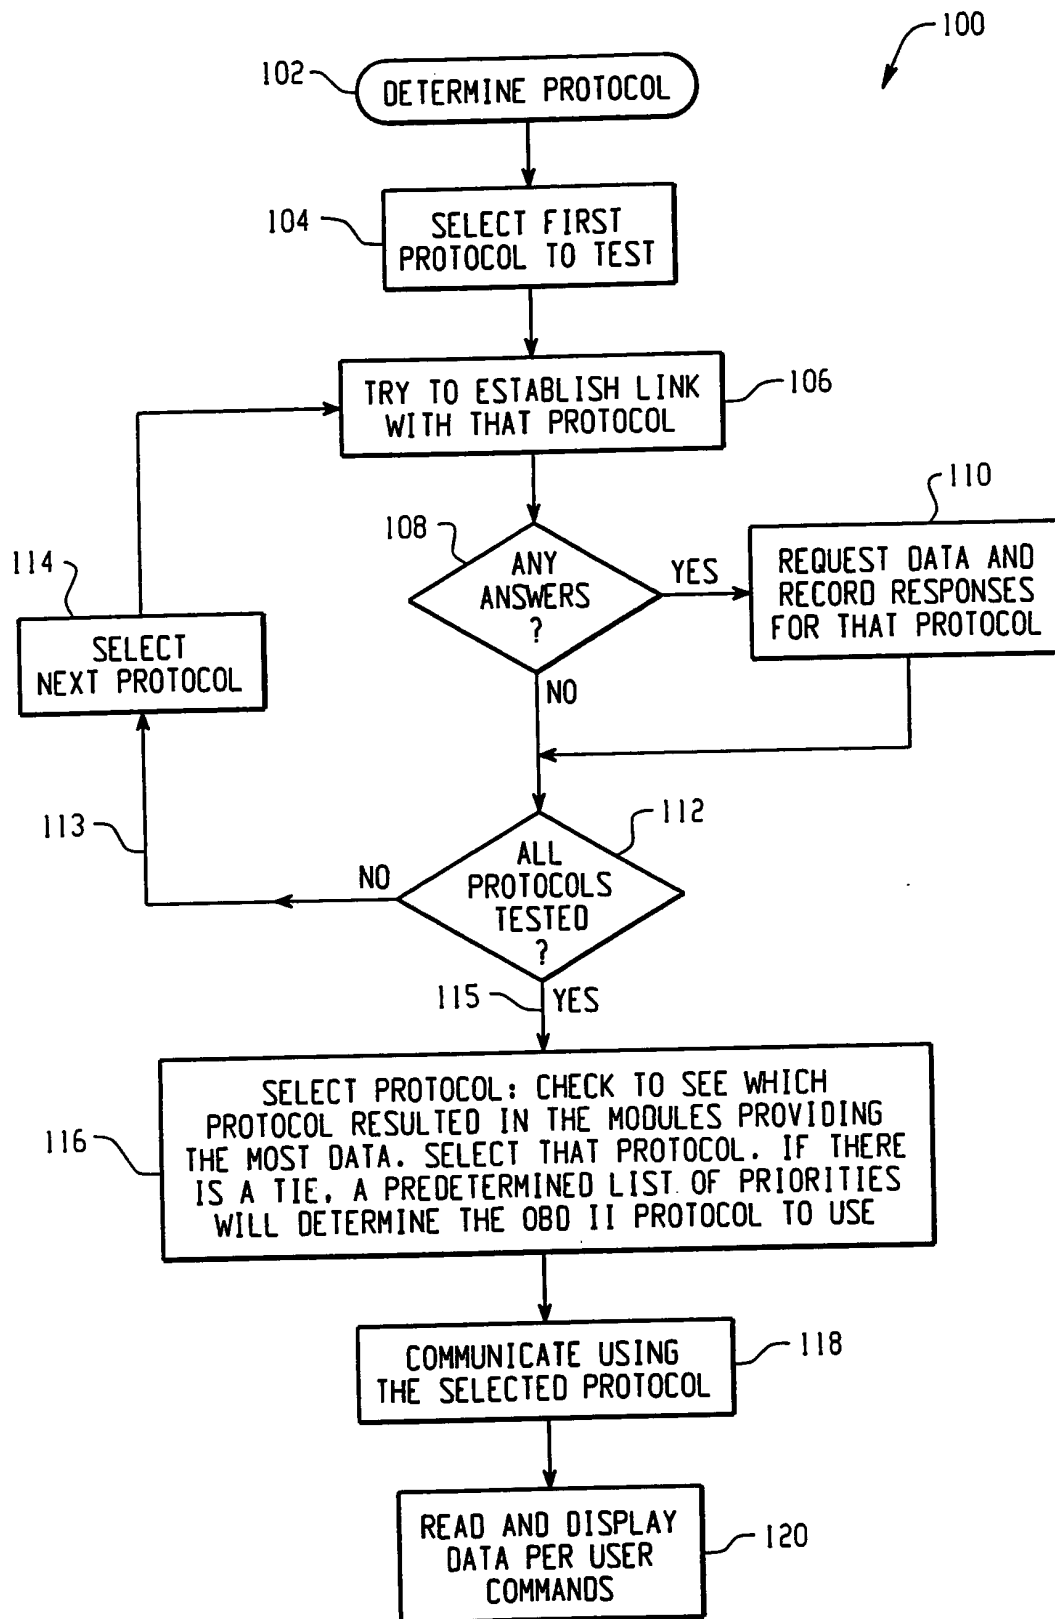 100
102
DETERMINE PROTOCOL
104
SELECT FIRST
PROTOCOL TO TEST
TRY TO ESTABLISH LINK
WITH THAT PROTOCOL
106
108
ANY
ANSWERS
?
YES
NO
110
REQUEST DATA AND
RECORD RESPONSES
FOR THAT PROTOCOL
114
SELECT
NEXT PROTOCOL
113
NO
112
ALL
PROTOCOLS
TESTED
?
115
YES
116
SELECT PROTOCOL: CHECK TO SEE WHICH
PROTOCOL RESULTED IN THE MODULES PROVIDING
THE MOST DATA. SELECT THAT PROTOCOL. IF THERE
IS A TIE, A PREDETERMINED LIST OF PRIORITIES
WILL DETERMINE THE OBD II PROTOCOL TO USE
COMMUNICATE USING
THE SELECTED PROTOCOL
118
READ AND DISPLAY
DATA PER USER
COMMANDS
120